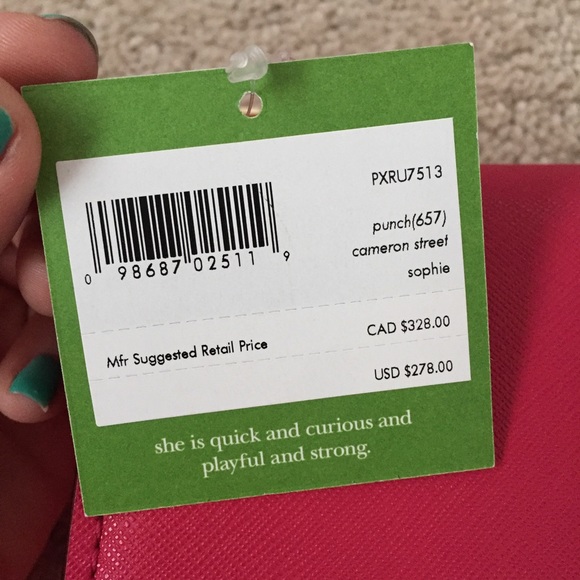 PXRU7513
punch(657)
cameron street
sophie
0 98687 02511 9
Mfr Suggested Retail Price
CAD $328.00
USD $278.00
she is quick and curious and
playful and strong.